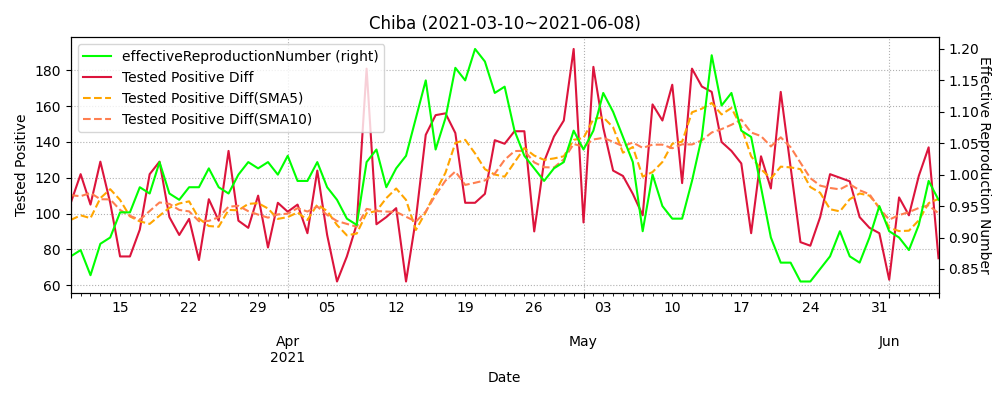 Chiba (2021-03-10~2021-06-08)
effectiveReproductionNumber (right)
Tested Positive Diff
Tested Positive Diff(SMA5)
Tested Positive Diff(SMA10)
Tested Positive
180
160
140
120
100
80
60
1.20
1.15
1.10
1.05
1.00
0.95
0.90
0.85
Effective Reproduction Number
15 22 29 05 12 19 26 03 10 17 24 31
Apr May Jun
2021
Date